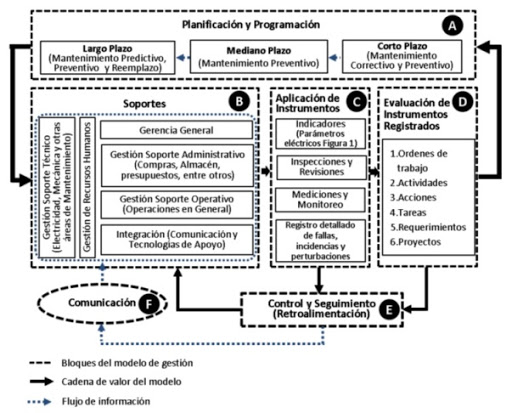 Planificación y Programación
A
Largo Plazo
(Mantenimiento Predictivo,
Preventivo y Reemplazo)
Mediano Plazo
(Mantenimiento Preventivo)
Corto Plazo
(Mantenimiento
Correctivo y Preventivo)
Soportes
B
Gestión Soporte Técnico
(Electricidad, Mecánica y otras
áreas de Mantenimiento)
Gestión de Recursos Humanos
Gerencia General
Gestión Soporte Administrativo
(Compras, Almacén,
presupuestos, entre otros)
Gestión Soporte Operativo
(Operaciones en General)
Integración (Comunicación y
Tecnologías de Apoyo)
Aplicación de
Instrumentos
C
Indicadores
(Parámetros
eléctricos Figura 1)
Inspecciones y
Revisiones
Mediciones y
Monitoreo
Registro detallado
de fallas,
incidencias y
perturbaciones
Evaluación de
Instrumentos
Registrados
D
1.Ordenes de
trabajo
2.Actividades
3.Acciones
4.Tareas
5.Requerimientos
6.Proyectos
Comunicación
F
Control y Seguimiento
(Retroalimentación)
E
Bloques del modelo de gestión
Cadena de valor del modelo
Flujo de información